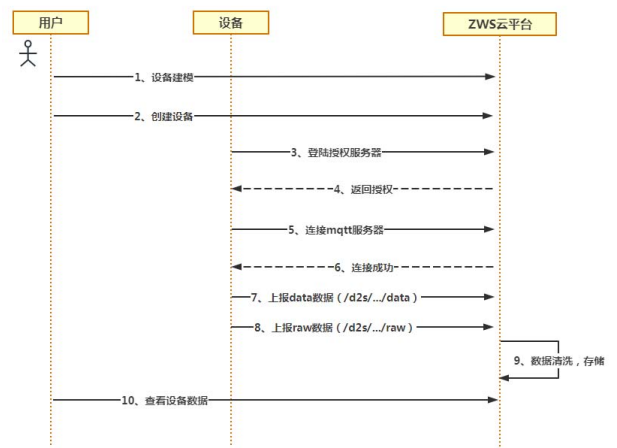 用户
设备
ZWS云平台
1、设备建模
2、创建设备
3、登陆授权服务器
4、返回授权
5、连接mqtt服务器
6、连接成功
7、上报data数据（/d2s/.../data）
8、上报raw数据（/d2s/.../raw）
9、数据清洗，存储
10、查看设备数据